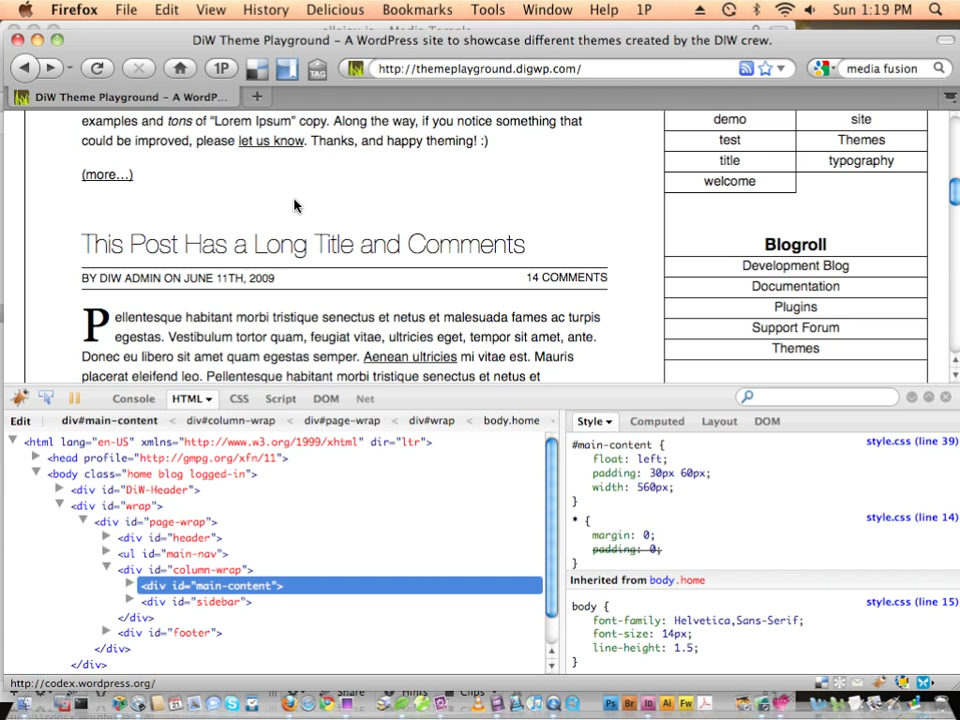 Firefox File Edit View History Delicious Bookmarks Tools Window Help 1P Sun 1:19 PM
DiW Theme Playground – A WordPress site to showcase different themes created by the DIW crew.
1P TAG http://themeplayground.digwp.com/ media fusion
DiW Theme Playground – A WordP... +
examples and tons of “Lorem Ipsum” copy. Along the way, if you notice something that
could be improved, please let us know. Thanks, and happy theming! :)
(more…)
This Post Has a Long Title and Comments
BY DIW ADMIN ON JUNE 11TH, 2009 14 COMMENTS
Pellentesque habitant morbi tristique senectus et netus et malesuada fames ac turpis
egestas. Vestibulum tortor quam, feugiat vitae, ultricies eget, tempor sit amet, ante.
Donec eu libero sit amet quam egestas semper. Aenean ultricies mi vitae est. Mauris
placerat eleifend leo. Pellentesque habitant morbi tristique senectus et netus et
demo site
test Themes
title typography
welcome
Blogroll
Development Blog
Documentation
Plugins
Support Forum
Themes
Console HTML CSS Script DOM Net
Edit div#main-content < div#column-wrap < div#page-wrap < div#wrap < body.home
<html lang="en-US" xmlns="http://www.w3.org/1999/xhtml" dir="ltr">
<head profile="http://gmpg.org/xfn/11">
<body class="home blog logged-in">
<div id="DiW-Header">
<div id="wrap">
<div id="page-wrap">
<div id="header">
<ul id="main-nav">
<div id="column-wrap">
<div id="main-content">
<div id="sidebar">
</div>
<div id="footer">
</div>
</div>
Style Computed Layout DOM
#main-content { style.css (line 39)
float: left;
padding: 30px 60px;
width: 560px;
}
* { style.css (line 14)
margin: 0;
padding: 0;
}
Inherited from body.home
body { style.css (line 15)
font-family: Helvetica,Sans-Serif;
font-size: 14px;
line-height: 1.5;
}
http://codex.wordpress.org/
Share Hints Clips
Ps Br Id Ai Fw